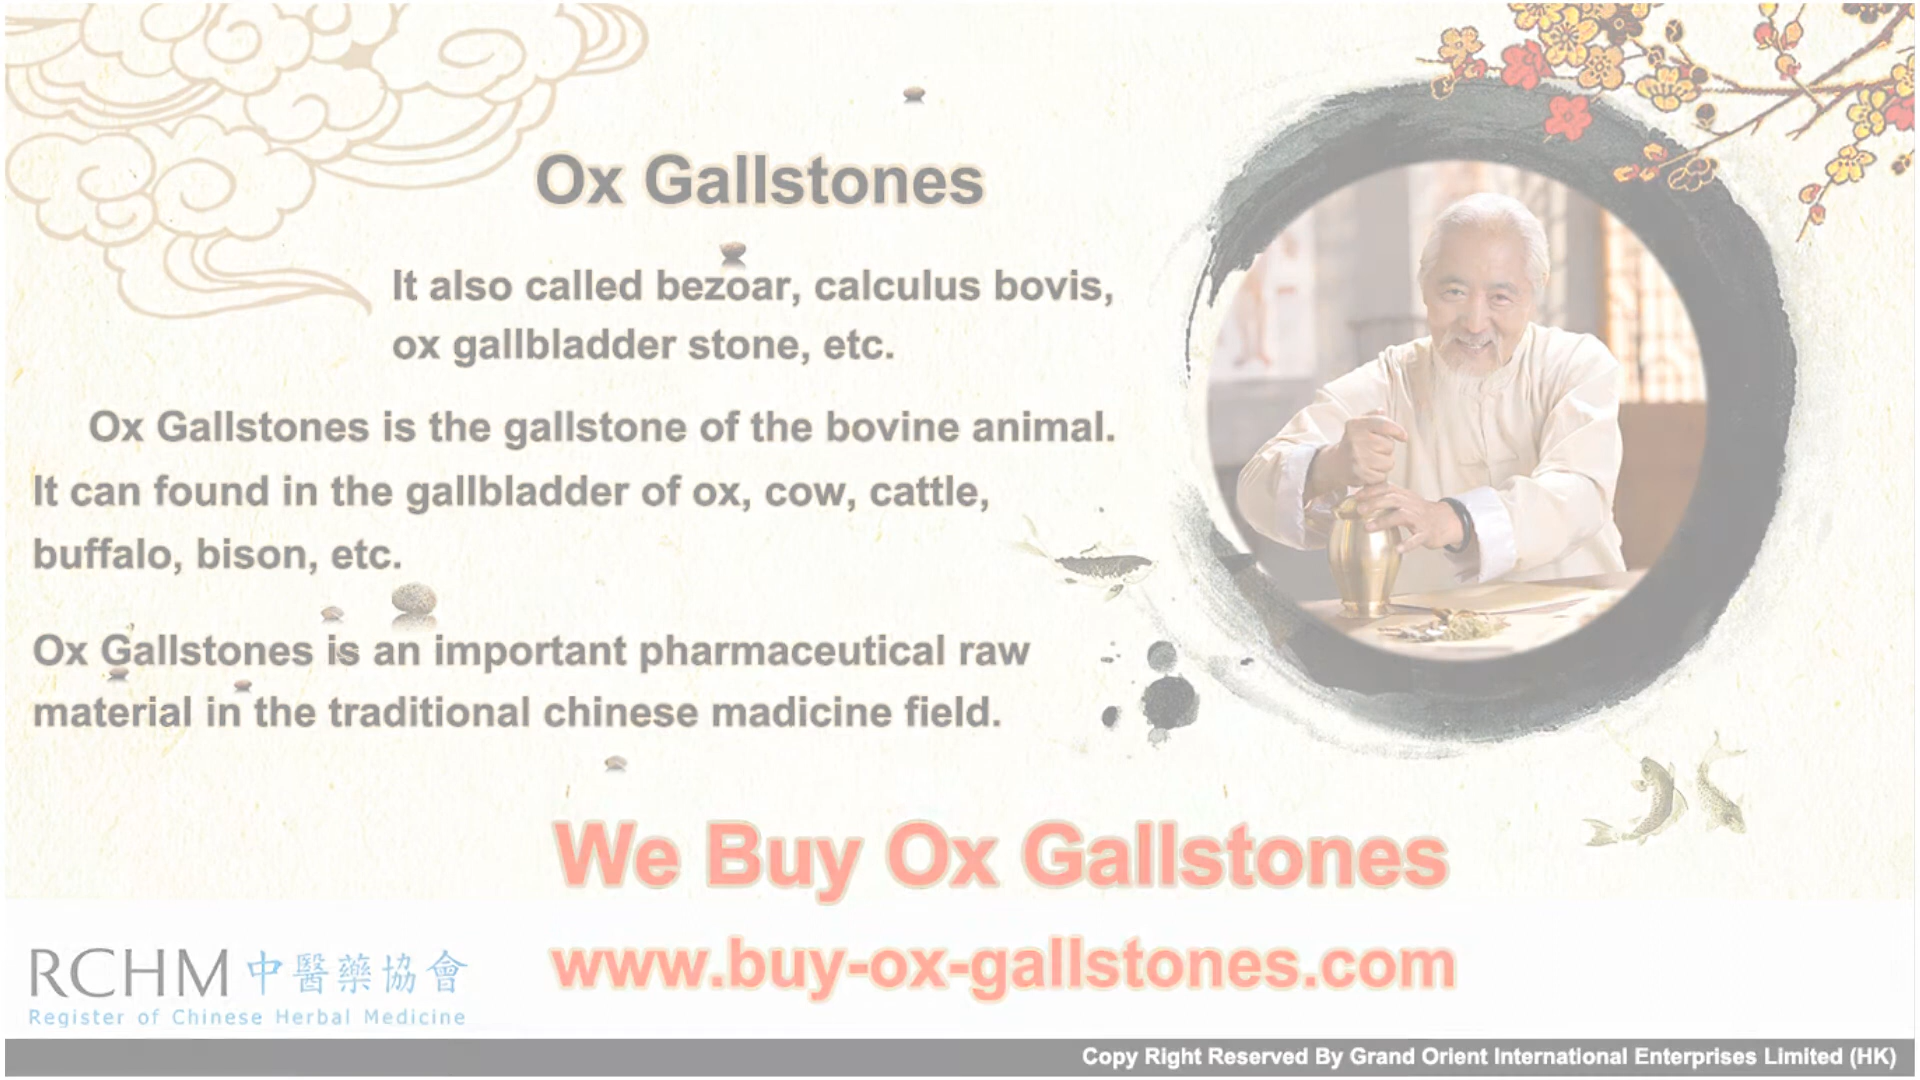 Ox Gallstones
It also called bezoar, calculus bovis,
ox gallbladder stone, etc.
Ox Gallstones is the gallstone of the bovine animal.
It can found in the gallbladder of ox, cow, cattle,
buffalo, bison, etc.
Ox Gallstones is an important pharmaceutical raw
material in the traditional chinese madicine field.
We Buy Ox Gallstones
www.buy-ox-gallstones.com
RCHM 中醫藥協會
Register of Chinese Herbal Medicine
Copy Right Reserved By Grand Orient International Enterprises Limited (HK)